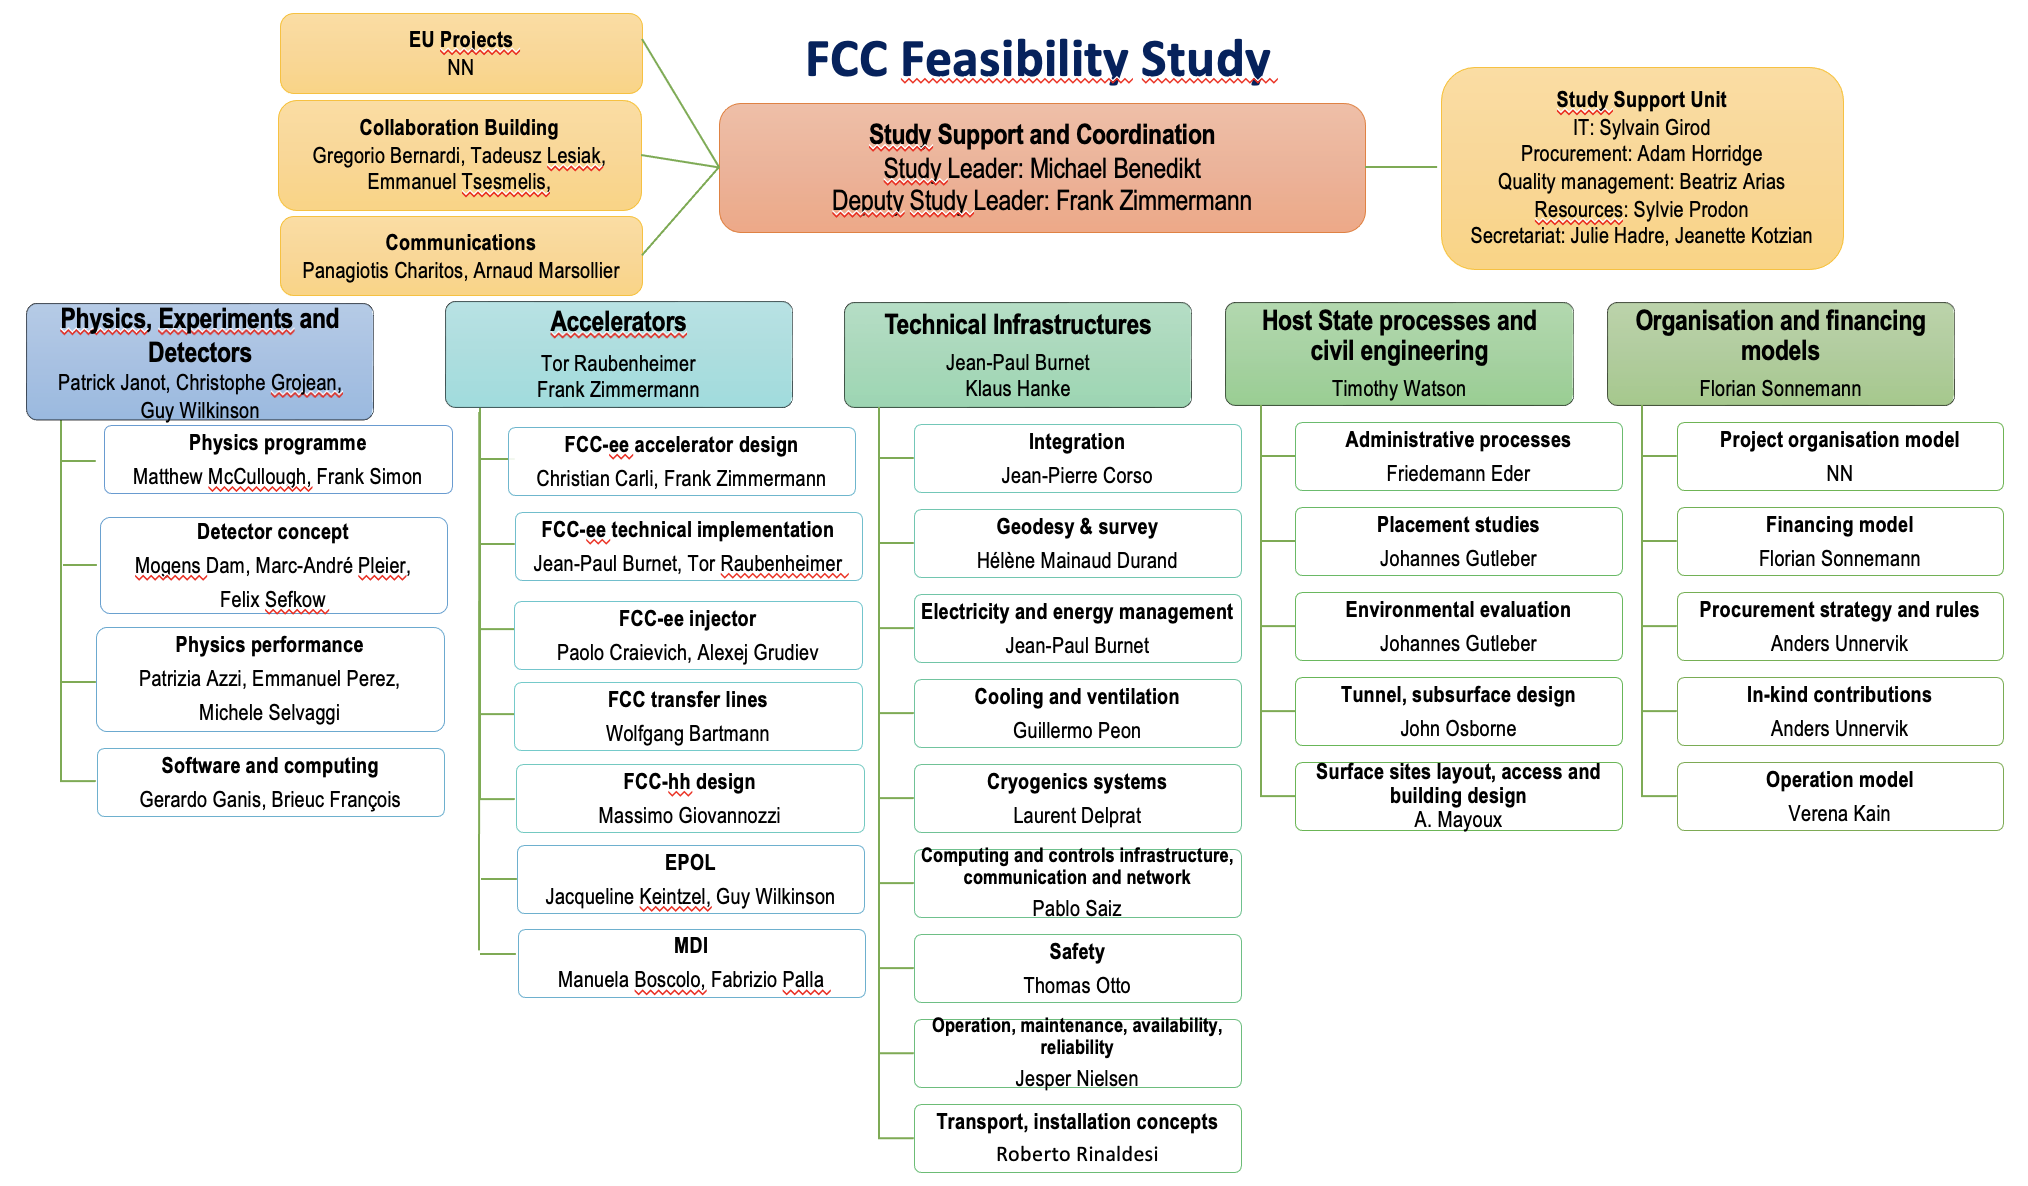 FCC Feasibility Study
EU Projects
NN
Collaboration Building
Gregorio Bernardi, Tadeusz Lesiak,
Emmanuel Tsesmelis,
Communications
Panagiotis Charitos, Arnaud Marsollier
Study Support and Coordination
Study Leader: Michael Benedikt
Deputy Study Leader: Frank Zimmermann
Study Support Unit
IT: Sylvain Girod
Procurement: Adam Horridge
Quality management: Beatriz Arias
Resources: Sylvie Prodon
Secretariat: Julie Hadre, Jeanette Kotzian
Physics, Experiments and
Detectors
Patrick Janot, Christophe Grojean,
Guy Wilkinson
Physics programme
Matthew McCullough, Frank Simon
Detector concept
Mogens Dam, Marc-André Pleier,
Felix Sefkow
Physics performance
Patrizia Azzi, Emmanuel Perez,
Michele Selvaggi
Software and computing
Gerardo Ganis, Brieuc François
Accelerators
Tor Raubenheimer
Frank Zimmermann
FCC-ee accelerator design
Christian Carli, Frank Zimmermann
FCC-ee technical implementation
Jean-Paul Burnet, Tor Raubenheimer
FCC-ee injector
Paolo Craievich, Alexej Grudiev
FCC transfer lines
Wolfgang Bartmann
FCC-hh design
Massimo Giovannozzi
EPOL
Jacqueline Keintzel, Guy Wilkinson
MDI
Manuela Boscolo, Fabrizio Palla
Technical Infrastructures
Jean-Paul Burnet
Klaus Hanke
Integration
Jean-Pierre Corso
Geodesy & survey
Hélène Mainaud Durand
Electricity and energy management
Jean-Paul Burnet
Cooling and ventilation
Guillermo Peon
Cryogenics systems
Laurent Delprat
Computing and controls infrastructure,
communication and network
Pablo Saiz
Safety
Thomas Otto
Operation, maintenance, availability,
reliability
Jesper Nielsen
Transport, installation concepts
Roberto Rinaldesi
Host State processes and
civil engineering
Timothy Watson
Administrative processes
Friedemann Eder
Placement studies
Johannes Gutleber
Environmental evaluation
Johannes Gutleber
Tunnel, subsurface design
John Osborne
Surface sites layout, access and
building design
A. Mayoux
Organisation and financing
models
Florian Sonnemann
Project organisation model
NN
Financing model
Florian Sonnemann
Procurement strategy and rules
Anders Unnervik
In-kind contributions
Anders Unnervik
Operation model
Verena Kain